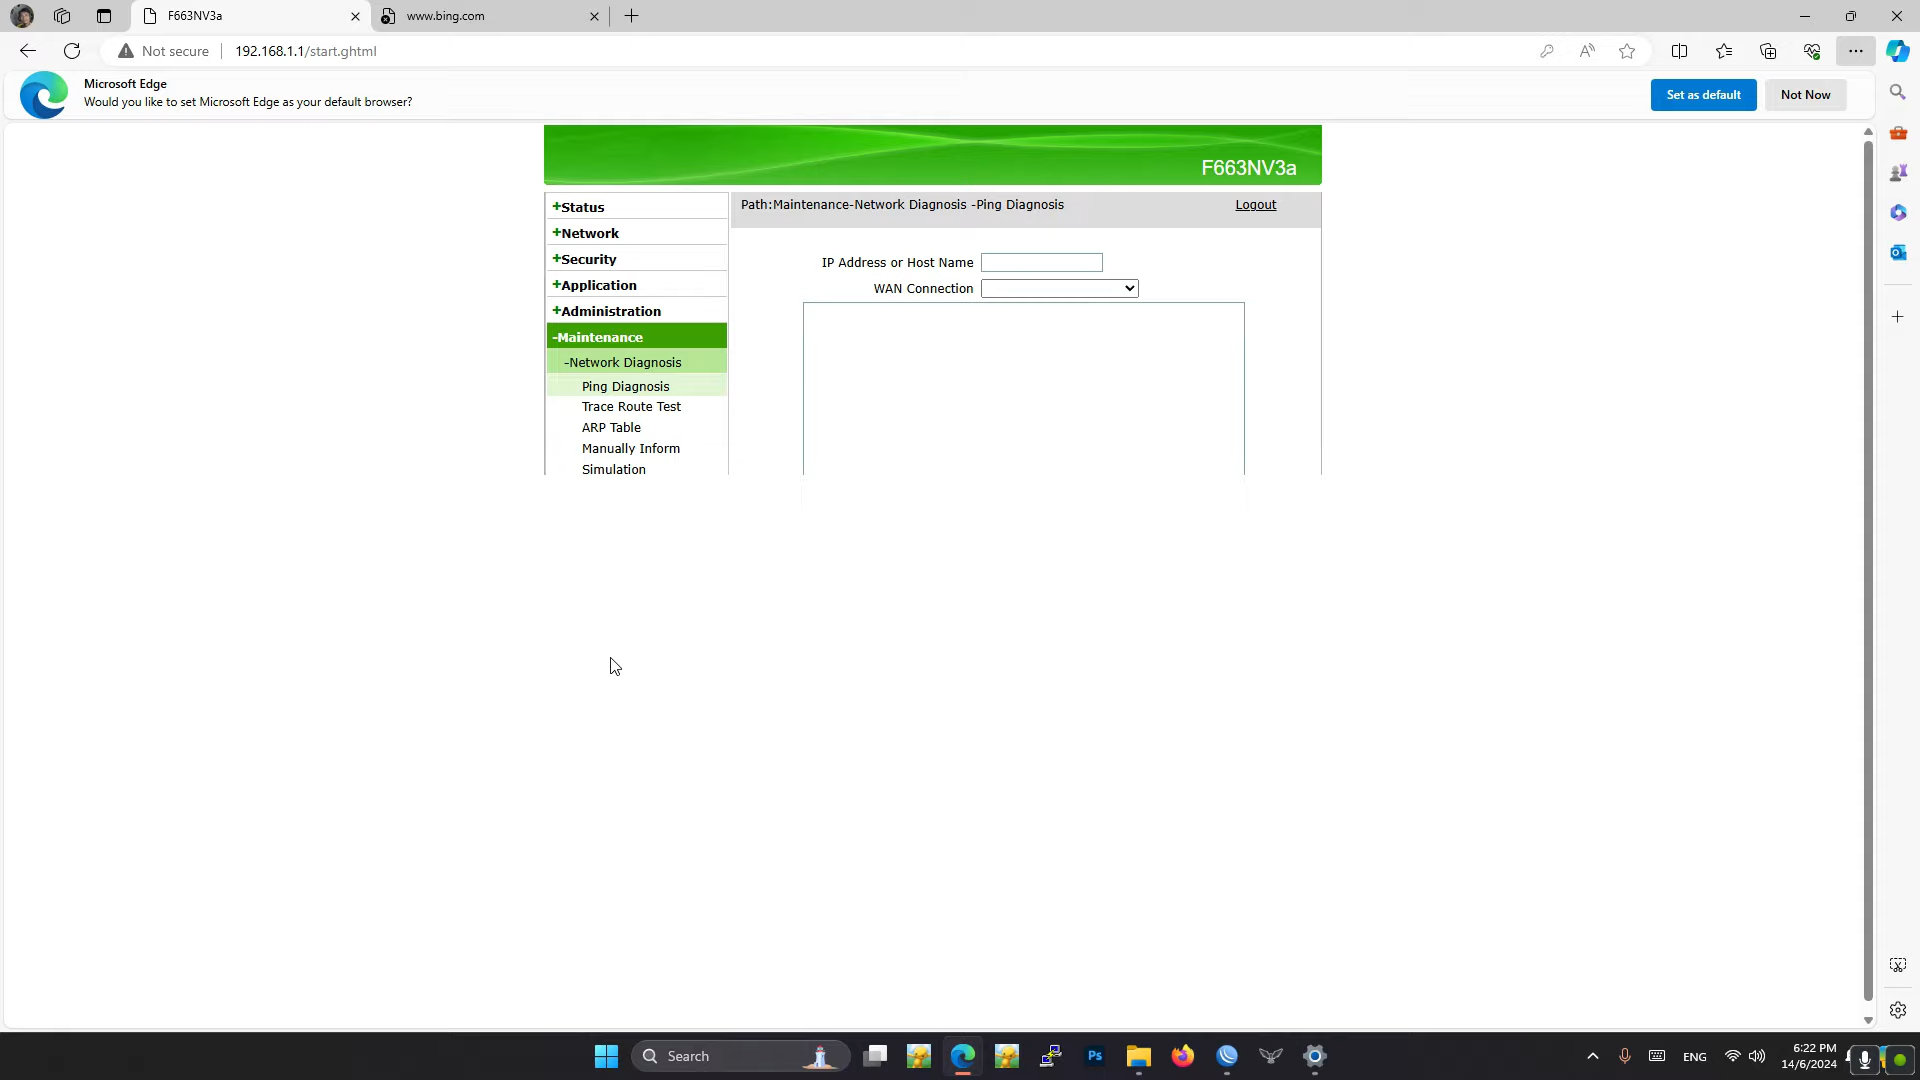 F663NV3a
www.bing.com
Not secure
192.168.1.1/start.ghtml
Microsoft Edge
Would you like to set Microsoft Edge as your default browser?
Set as default
Not Now
F663NV3a
+Status
+Network
+Security
+Application
+Administration
-Maintenance
-Network Diagnosis
Ping Diagnosis
Trace Route Test
ARP Table
Manually Inform
Simulation
Path:Maintenance-Network Diagnosis -Ping Diagnosis
Logout
IP Address or Host Name
WAN Connection
Search
Ps
ENG
6:22 PM
14/6/2024